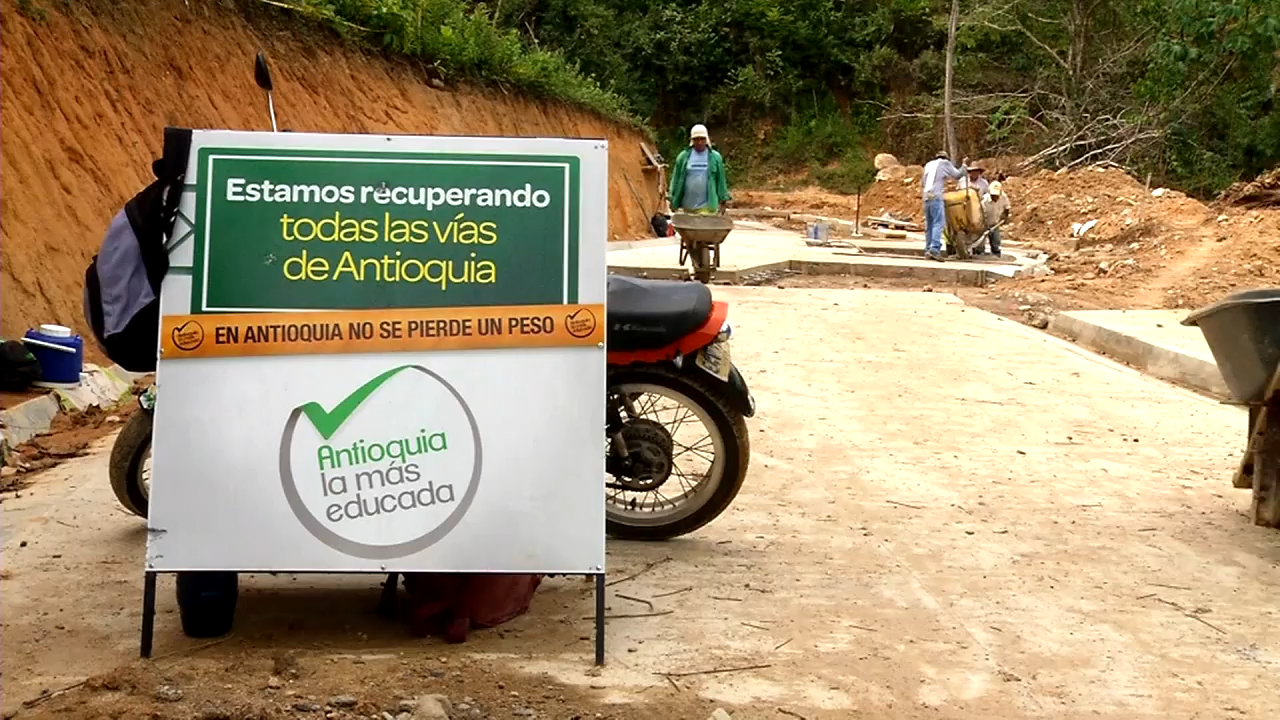 Estamos recuperando
todas las vías
de Antioquia
EN ANTIOQUIA NO SE PIERDE UN PESO
Antioquia
la más
educada